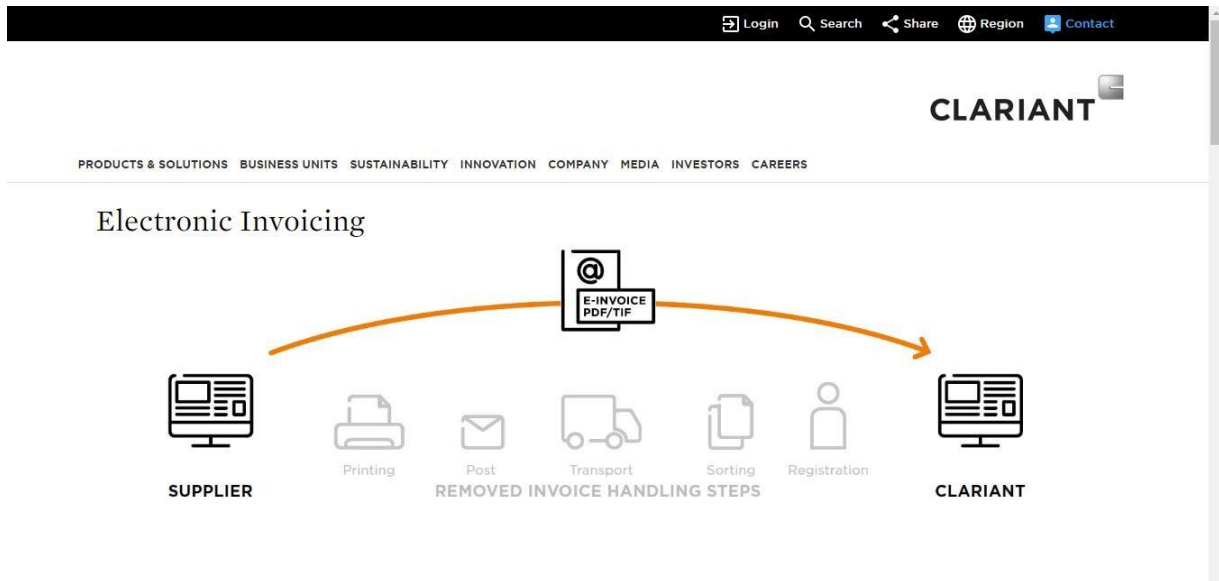 Login Search Share Region Contact
CLARIANT
PRODUCTS & SOLUTIONS BUSINESS UNITS SUSTAINABILITY INNOVATION COMPANY MEDIA INVESTORS CAREERS
Electronic Invoicing
@
E-INVOICE
PDF/TIF
Printing Post Transport Sorting Registration
SUPPLIER REMOVED INVOICE HANDLING STEPS CLARIANT